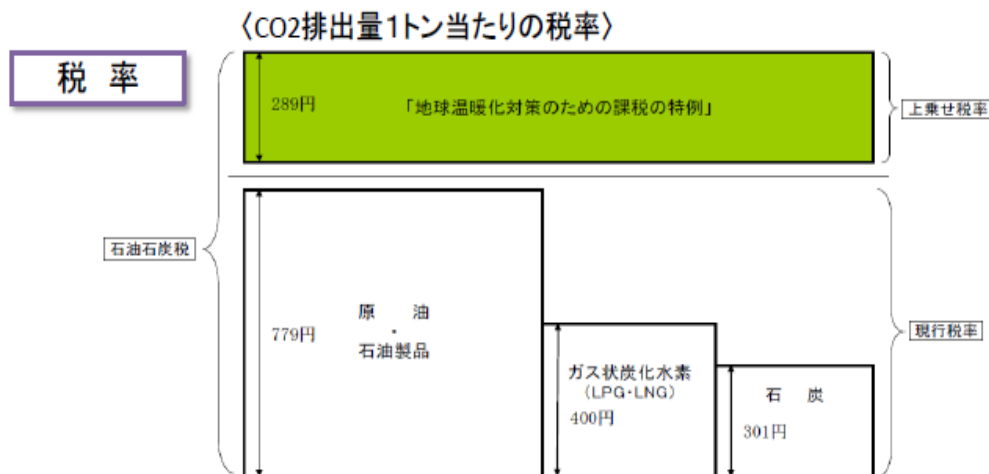 〈CO2排出量1トン当たりの税率〉
税 率
289円
「地球温暖化対策のための課税の特例」
上乗せ税率
石油石炭税
779円
原 油
・
石油製品
現行税率
ガス状炭化水素
(LPG・LNG)
400円
石 炭
301円